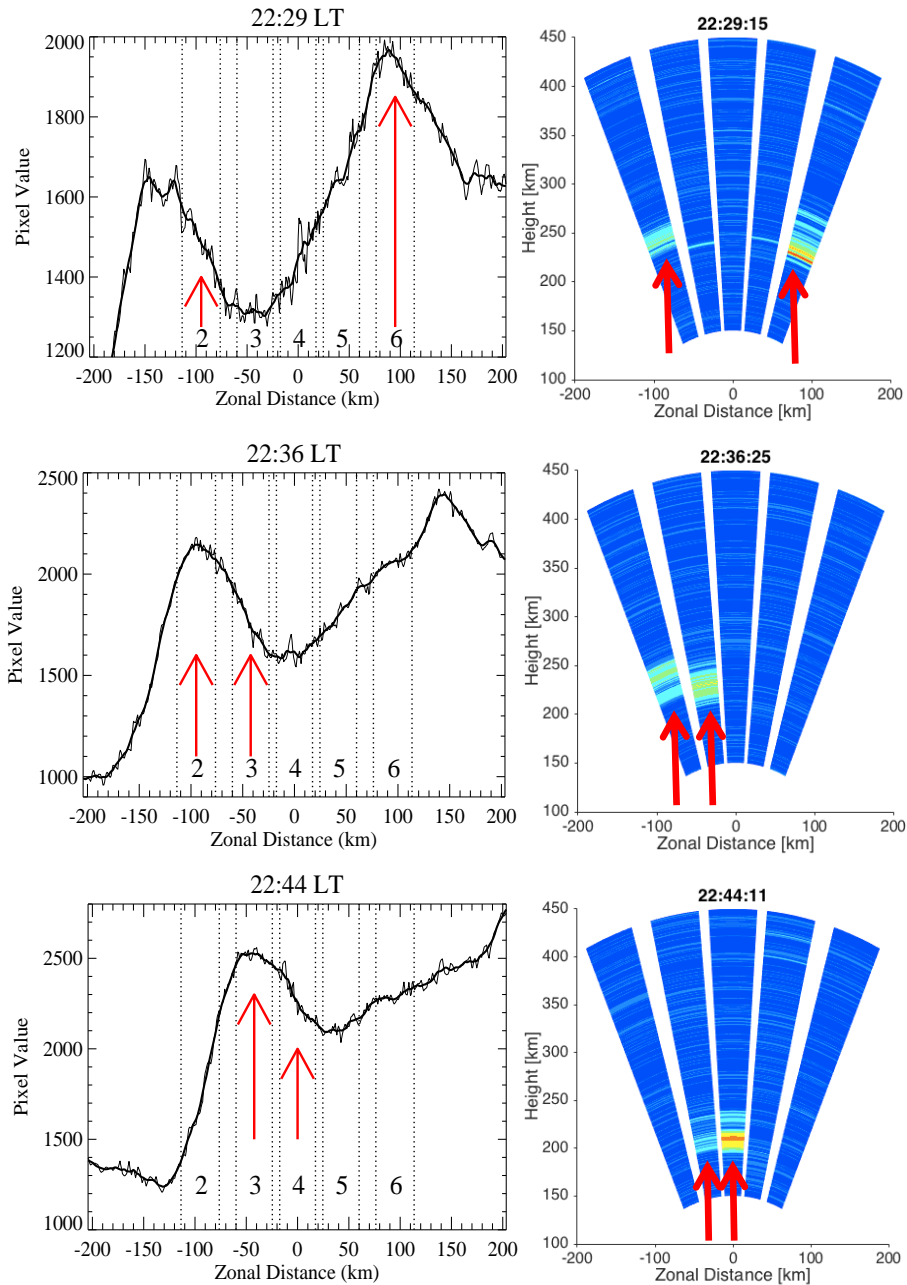 22:29 LT
2000
1800
1600
1400
1200
Pixel Value
2 3 4 5 6
-200 -150 -100 -50 0 50 100 150 200
Zonal Distance (km)
22:29:15
450
400
350
300
250
200
150
100
Height [km]
-200 -100 0 100 200
Zonal Distance [km]
22:36 LT
2500
2000
1500
1000
Pixel Value
2 3 4 5 6
-200 -150 -100 -50 0 50 100 150 200
Zonal Distance (km)
22:36:25
450
400
350
300
250
200
150
100
Height [km]
-200 -100 0 100 200
Zonal Distance [km]
22:44 LT
2500
2000
1500
1000
Pixel Value
2 3 4 5 6
-200 -150 -100 -50 0 50 100 150 200
Zonal Distance (km)
22:44:11
450
400
350
300
250
200
150
100
Height [km]
-200 -100 0 100 200
Zonal Distance [km]